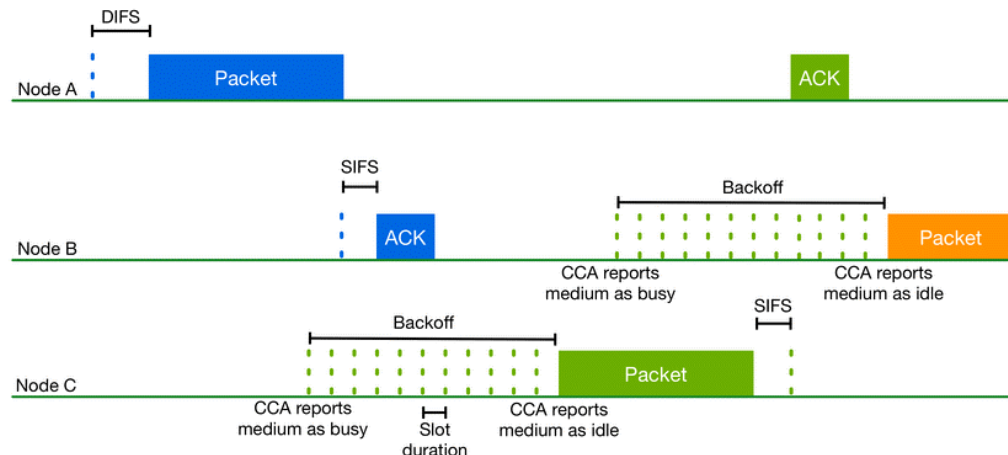 DIFS
Packet
ACK
Node A
SIFS
Backoff
ACK
Packet
Node B
CCA reports
medium as busy
CCA reports
medium as idle
SIFS
Backoff
Packet
Node C
CCA reports
medium as busy
Slot
duration
CCA reports
medium as idle